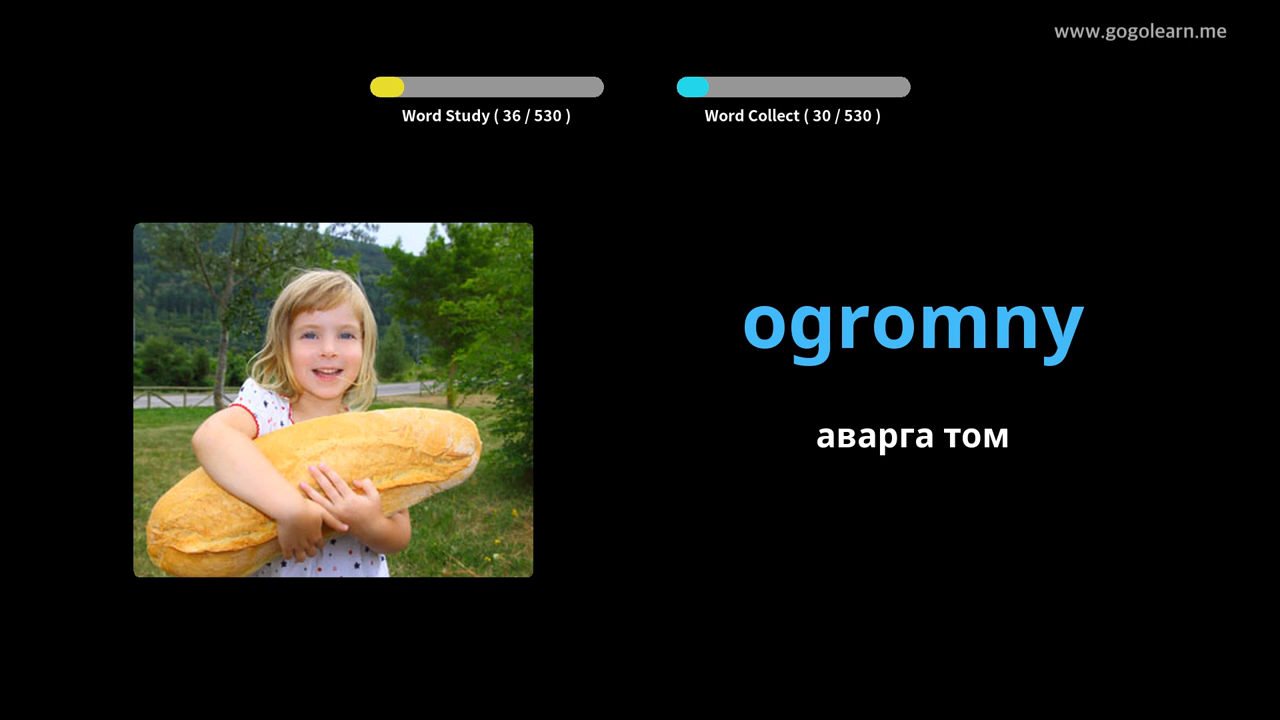 www.gogolearn.me
Word Study ( 36 / 530 )
Word Collect ( 30 / 530 )
ogromny
аварга том